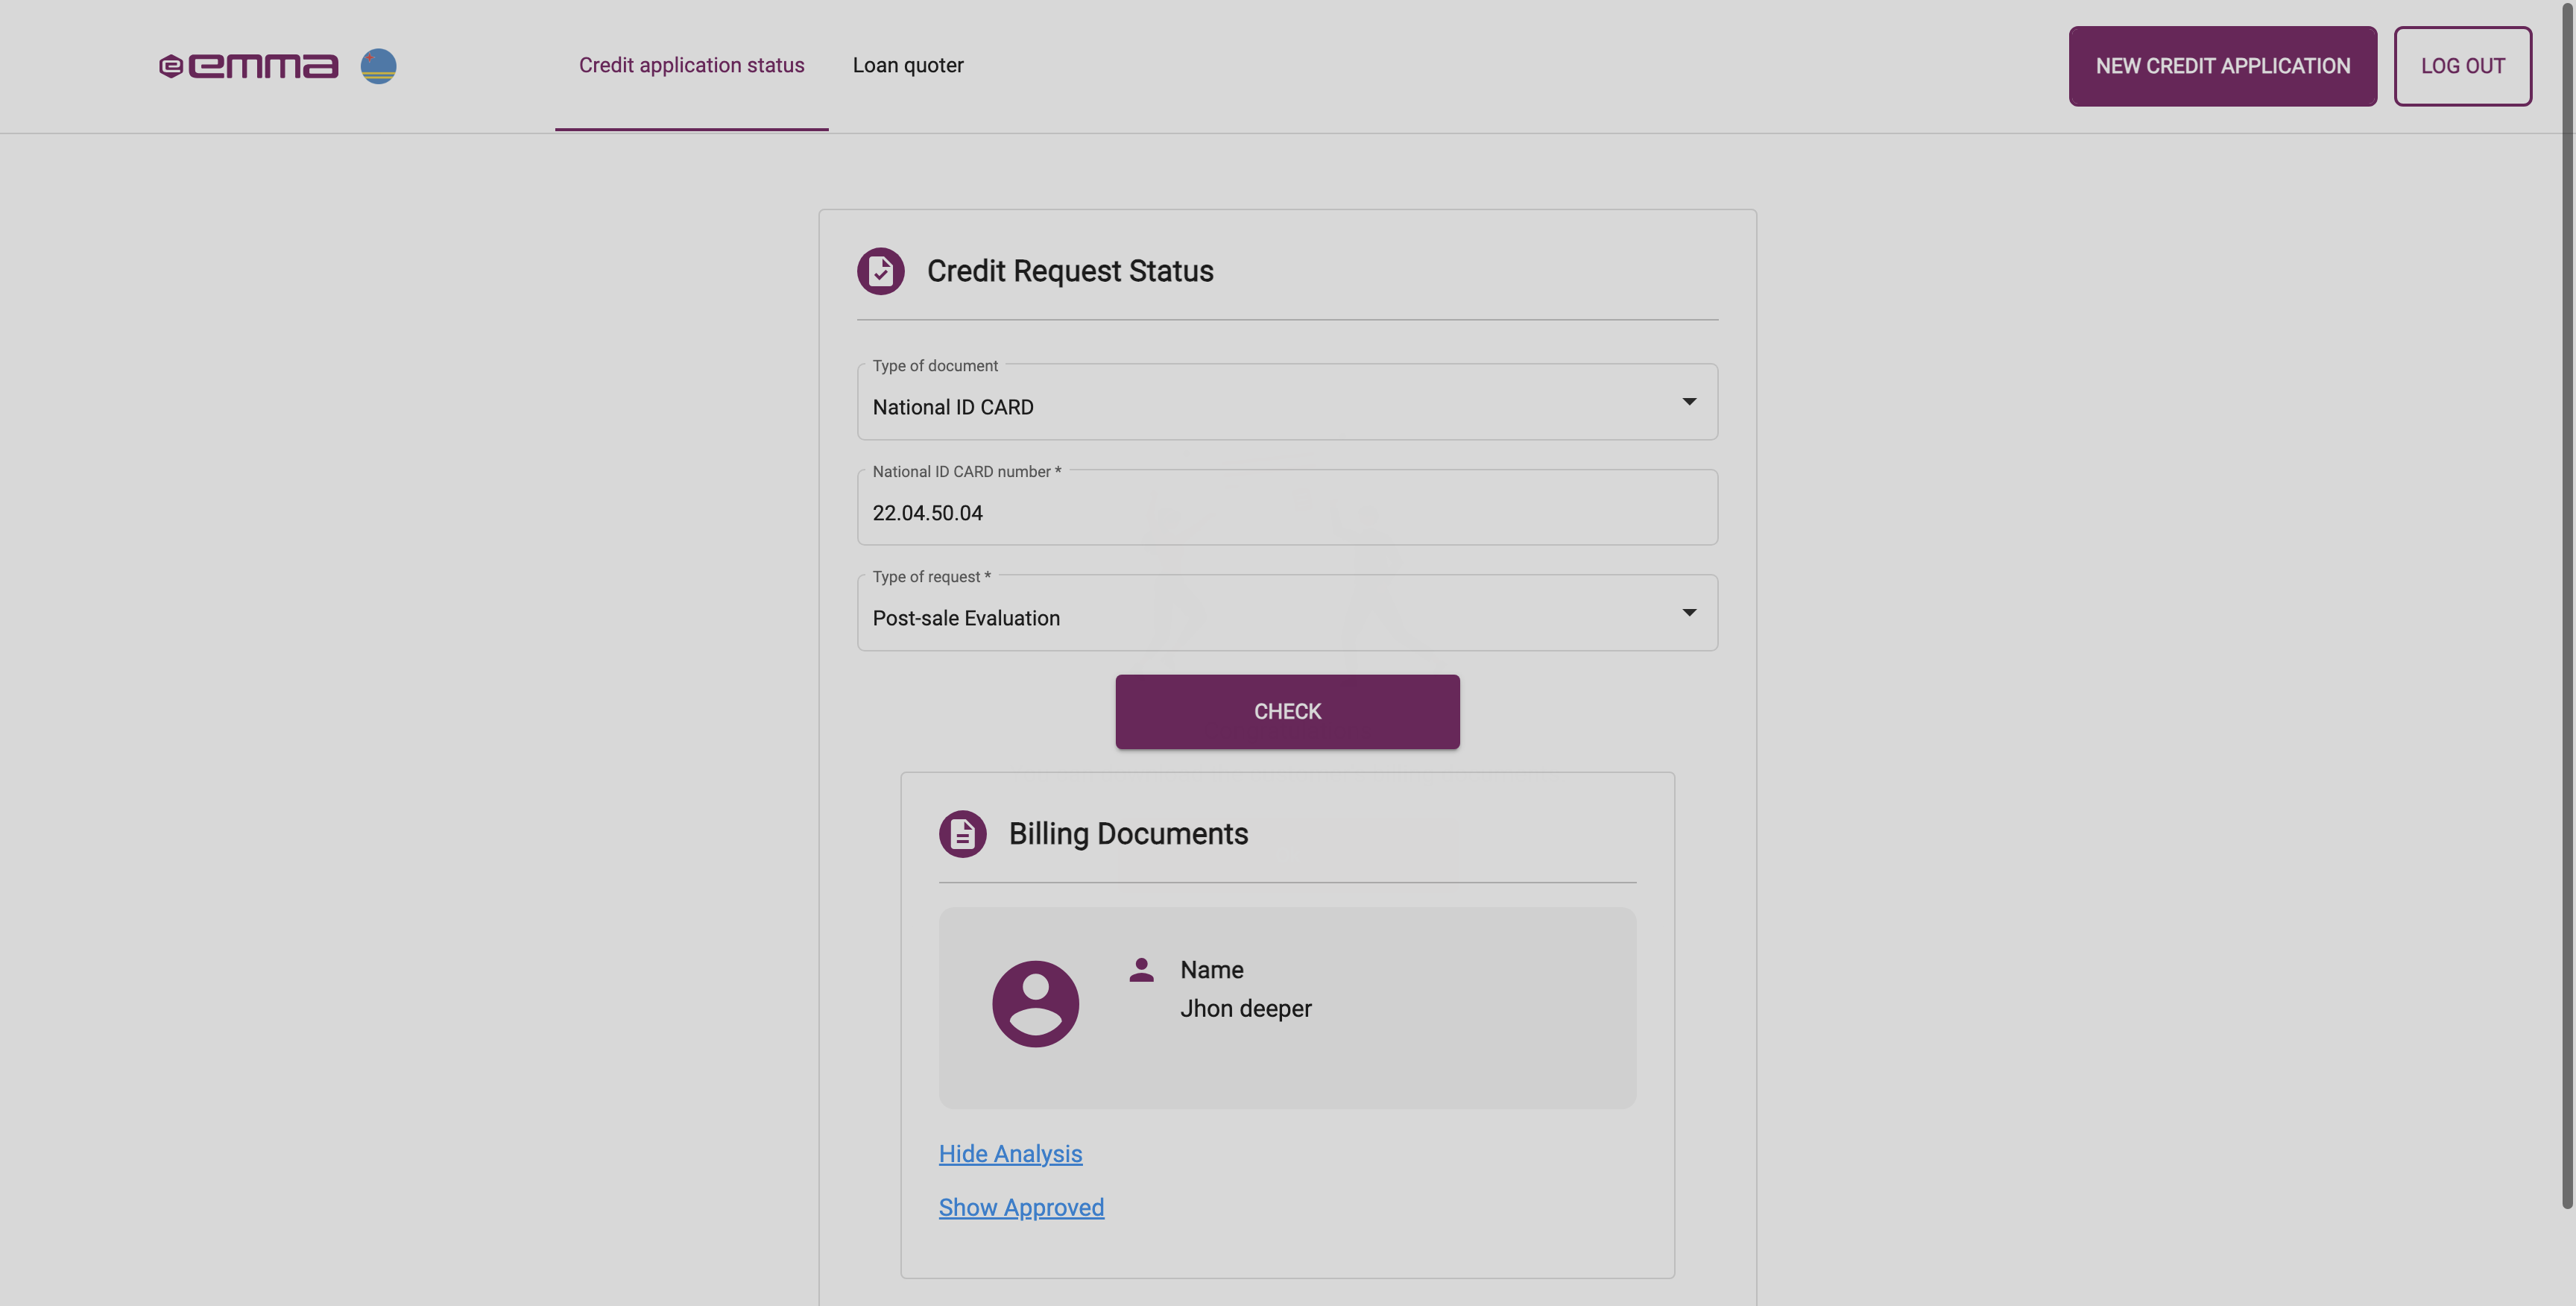 emma
Credit application status
Loan quoter
NEW CREDIT APPLICATION
LOG OUT
Credit Request Status
Type of document
National ID CARD
National ID CARD number *
22.04.50.04
Type of request *
Post-sale Evaluation
CHECK
Billing Documents
Name
Jhon deeper
Hide Analysis
Show Approved